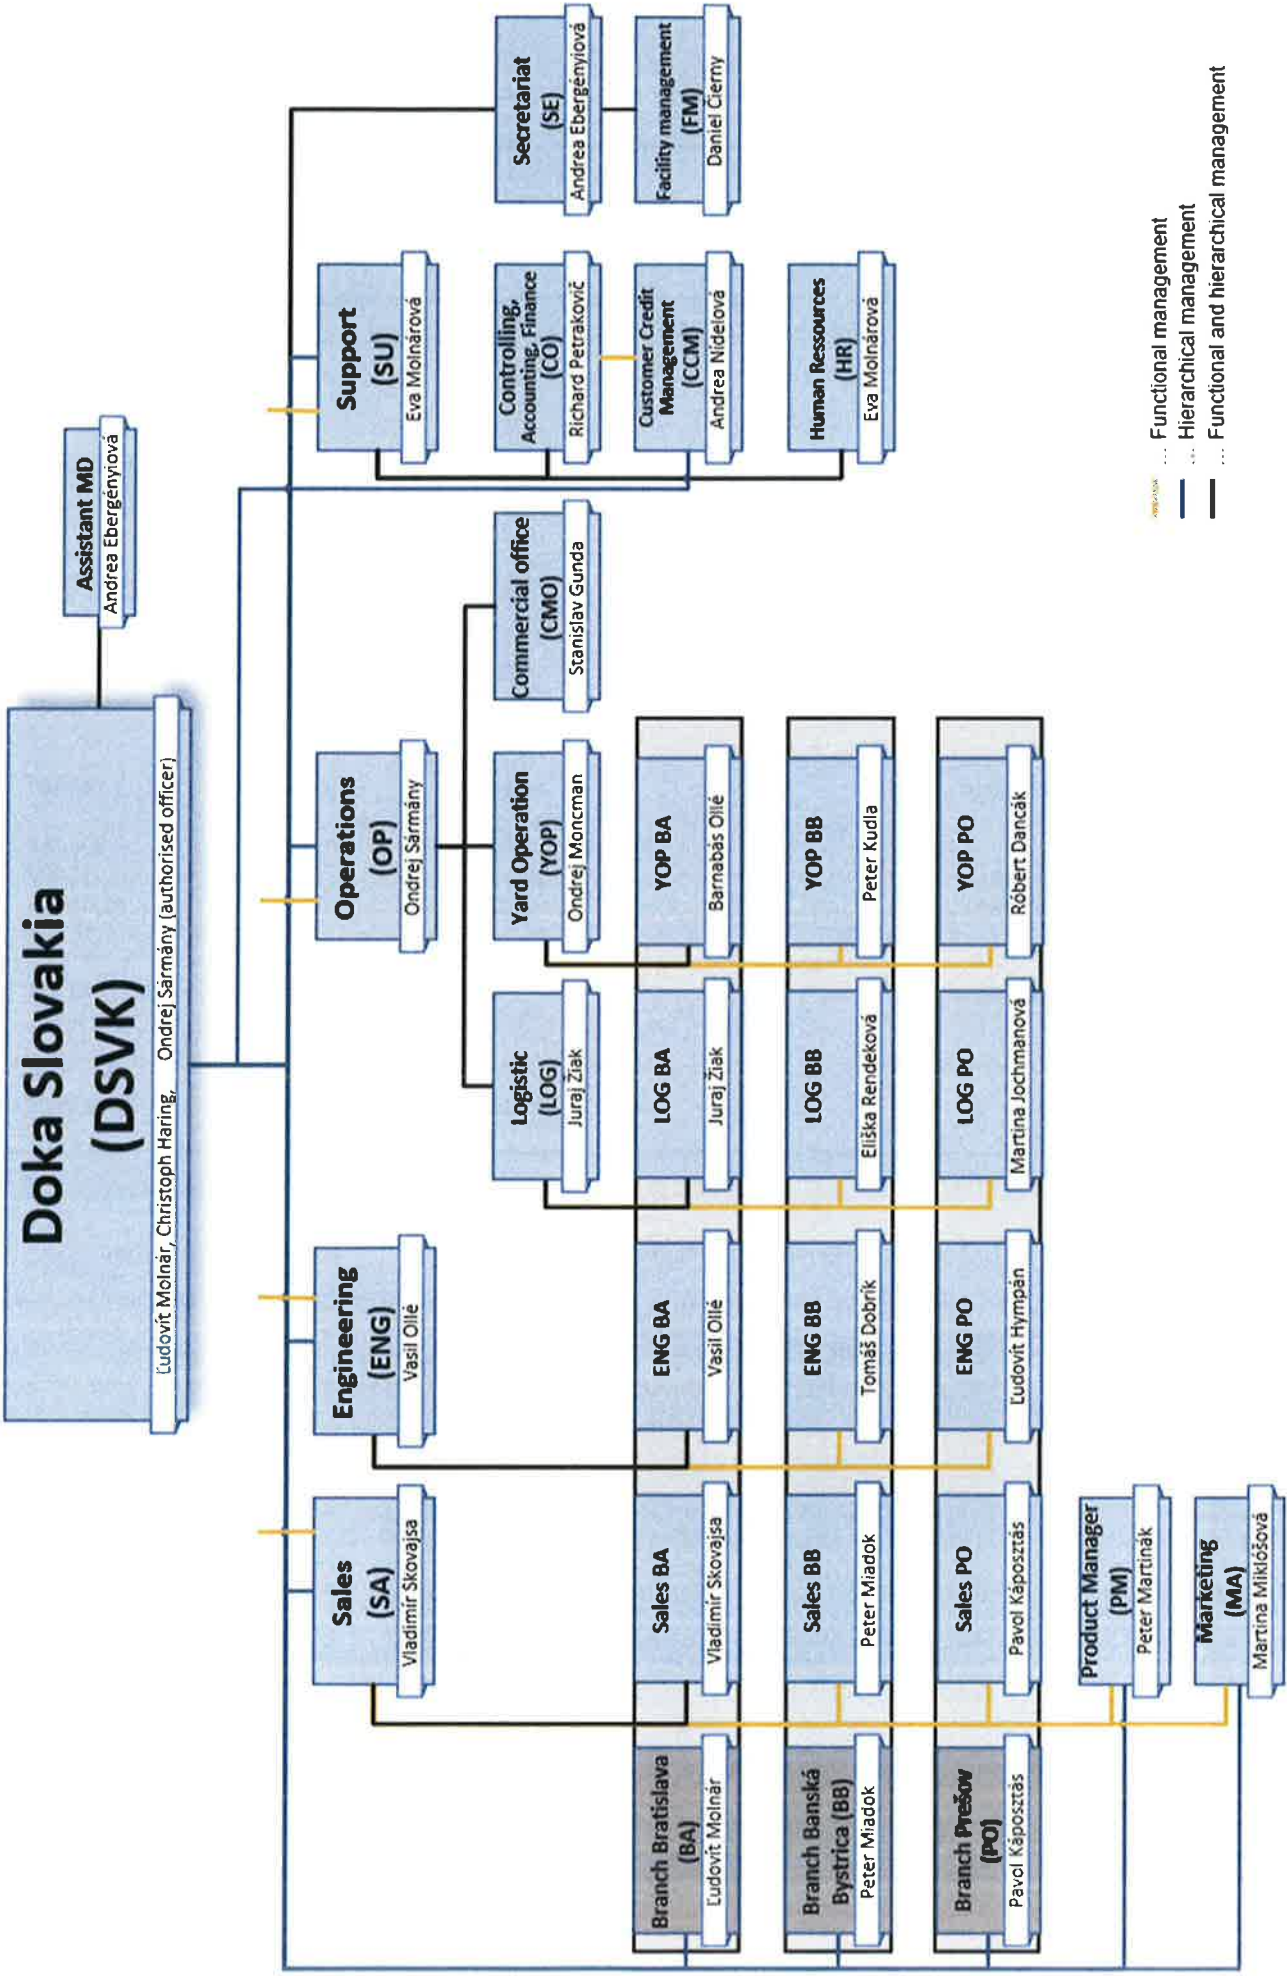 Doka Slovakia
(DSVK)
Ľudovít Molnár, Christoph Haring, Ondrej Sármány (authorised officer)
Assistant MD
Andrea Ebergényiová
Sales
(SA)
Vladimír Skovajsa
Engineering
(ENG)
Vasil Ollé
Operations
(OP)
Ondrej Sármány
Support
(SU)
Eva Molnárová
Logistic
(LOG)
Juraj Žiak
Yard Operation
(YOP)
Ondrej Moncman
Commercial office
(CMO)
Stanislav Gunda
Controlling,
Accounting, Finance
(CO)
Richard Petrakovič
Secretariat
(SE)
Andrea Ebergényiová
Customer Credit
Management
(CCM)
Andrea Nidelová
Facility management
(FM)
Daniel Čierny
Human Ressources
(HR)
Eva Molnárová
Branch Bratislava
(BA)
Ľudovít Molnár
Sales BA
Vladimír Skovajsa
ENG BA
Vasil Ollé
LOG BA
Juraj Žiak
YOP BA
Barnabás Ollé
Branch Banská
Bystrica (BB)
Peter Miadok
Sales BB
Peter Miadok
ENG BB
Tomáš Dobrík
LOG BB
Eliška Rendeková
YOP BB
Peter Kudla
Branch Prešov
(PO)
Pavol Káposztás
Sales PO
Pavol Káposztás
ENG PO
Ľudovít Hympán
LOG PO
Martina Jochmanová
YOP PO
Róbert Dancák
Product Manager
(PM)
Peter Martinák
Marketing
(MA)
Martina Miklóšová
... Functional management
... Hierarchical management
... Functional and hierarchical management